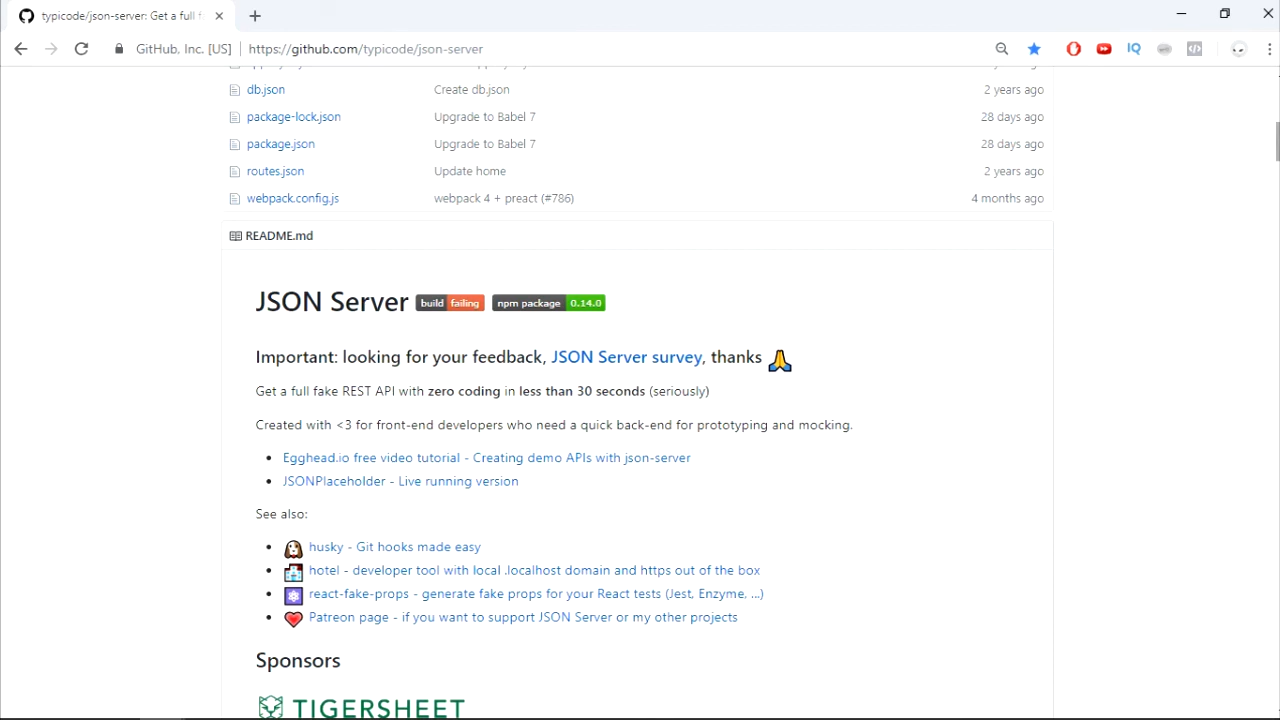 typicode/json-server: Get a full f
GitHub, Inc. [US] https://github.com/typicode/json-server
IQ
db.json Create db.json 2 years ago
package-lock.json Upgrade to Babel 7 28 days ago
package.json Upgrade to Babel 7 28 days ago
routes.json Update home 2 years ago
webpack.config.js webpack 4 + preact (#786) 4 months ago
README.md
JSON Server build failing npm package 0.14.0
Important: looking for your feedback, JSON Server survey, thanks 🙏
Get a full fake REST API with zero coding in less than 30 seconds (seriously)
Created with <3 for front-end developers who need a quick back-end for prototyping and mocking.
Egghead.io free video tutorial - Creating demo APIs with json-server
JSONPlaceholder - Live running version
See also:
husky - Git hooks made easy
hotel - developer tool with local .localhost domain and https out of the box
react-fake-props - generate fake props for your React tests (Jest, Enzyme, ...)
Patreon page - if you want to support JSON Server or my other projects
Sponsors
TIGERSHEET